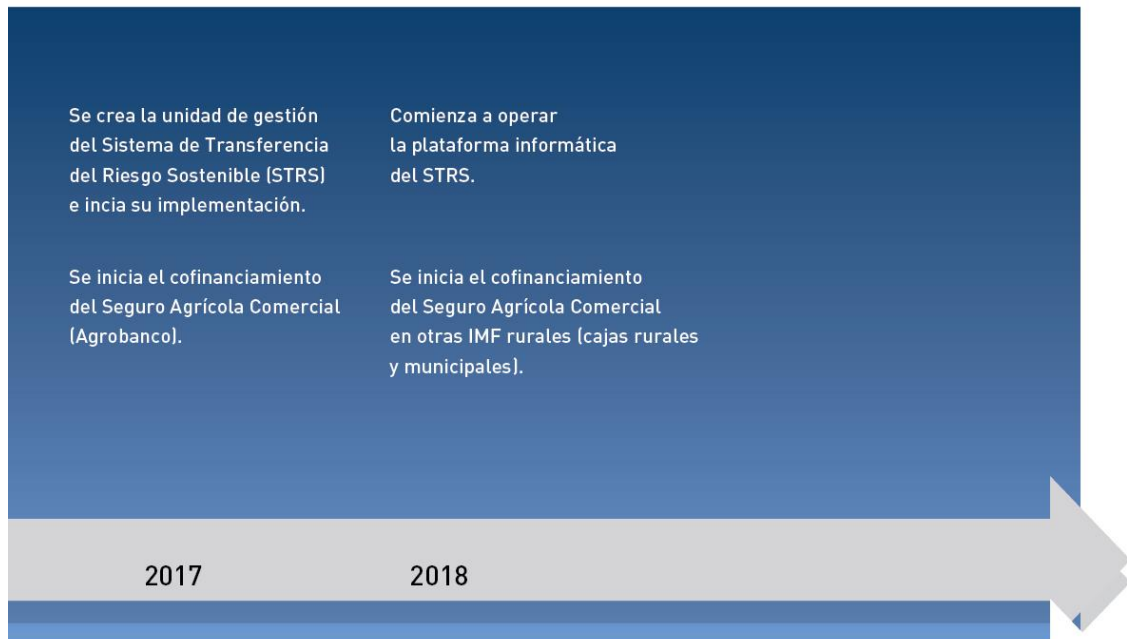 Se crea la unidad de gestión
del Sistema de Transferencia
del Riesgo Sostenible (STRS)
e incia su implementación.
Se inicia el cofinanciamiento
del Seguro Agrícola Comercial
(Agrobanco).
Comienza a operar
la plataforma informática
del STRS.
Se inicia el cofinanciamiento
del Seguro Agrícola Comercial
en otras IMF rurales (cajas rurales
y municipales).
2017
2018